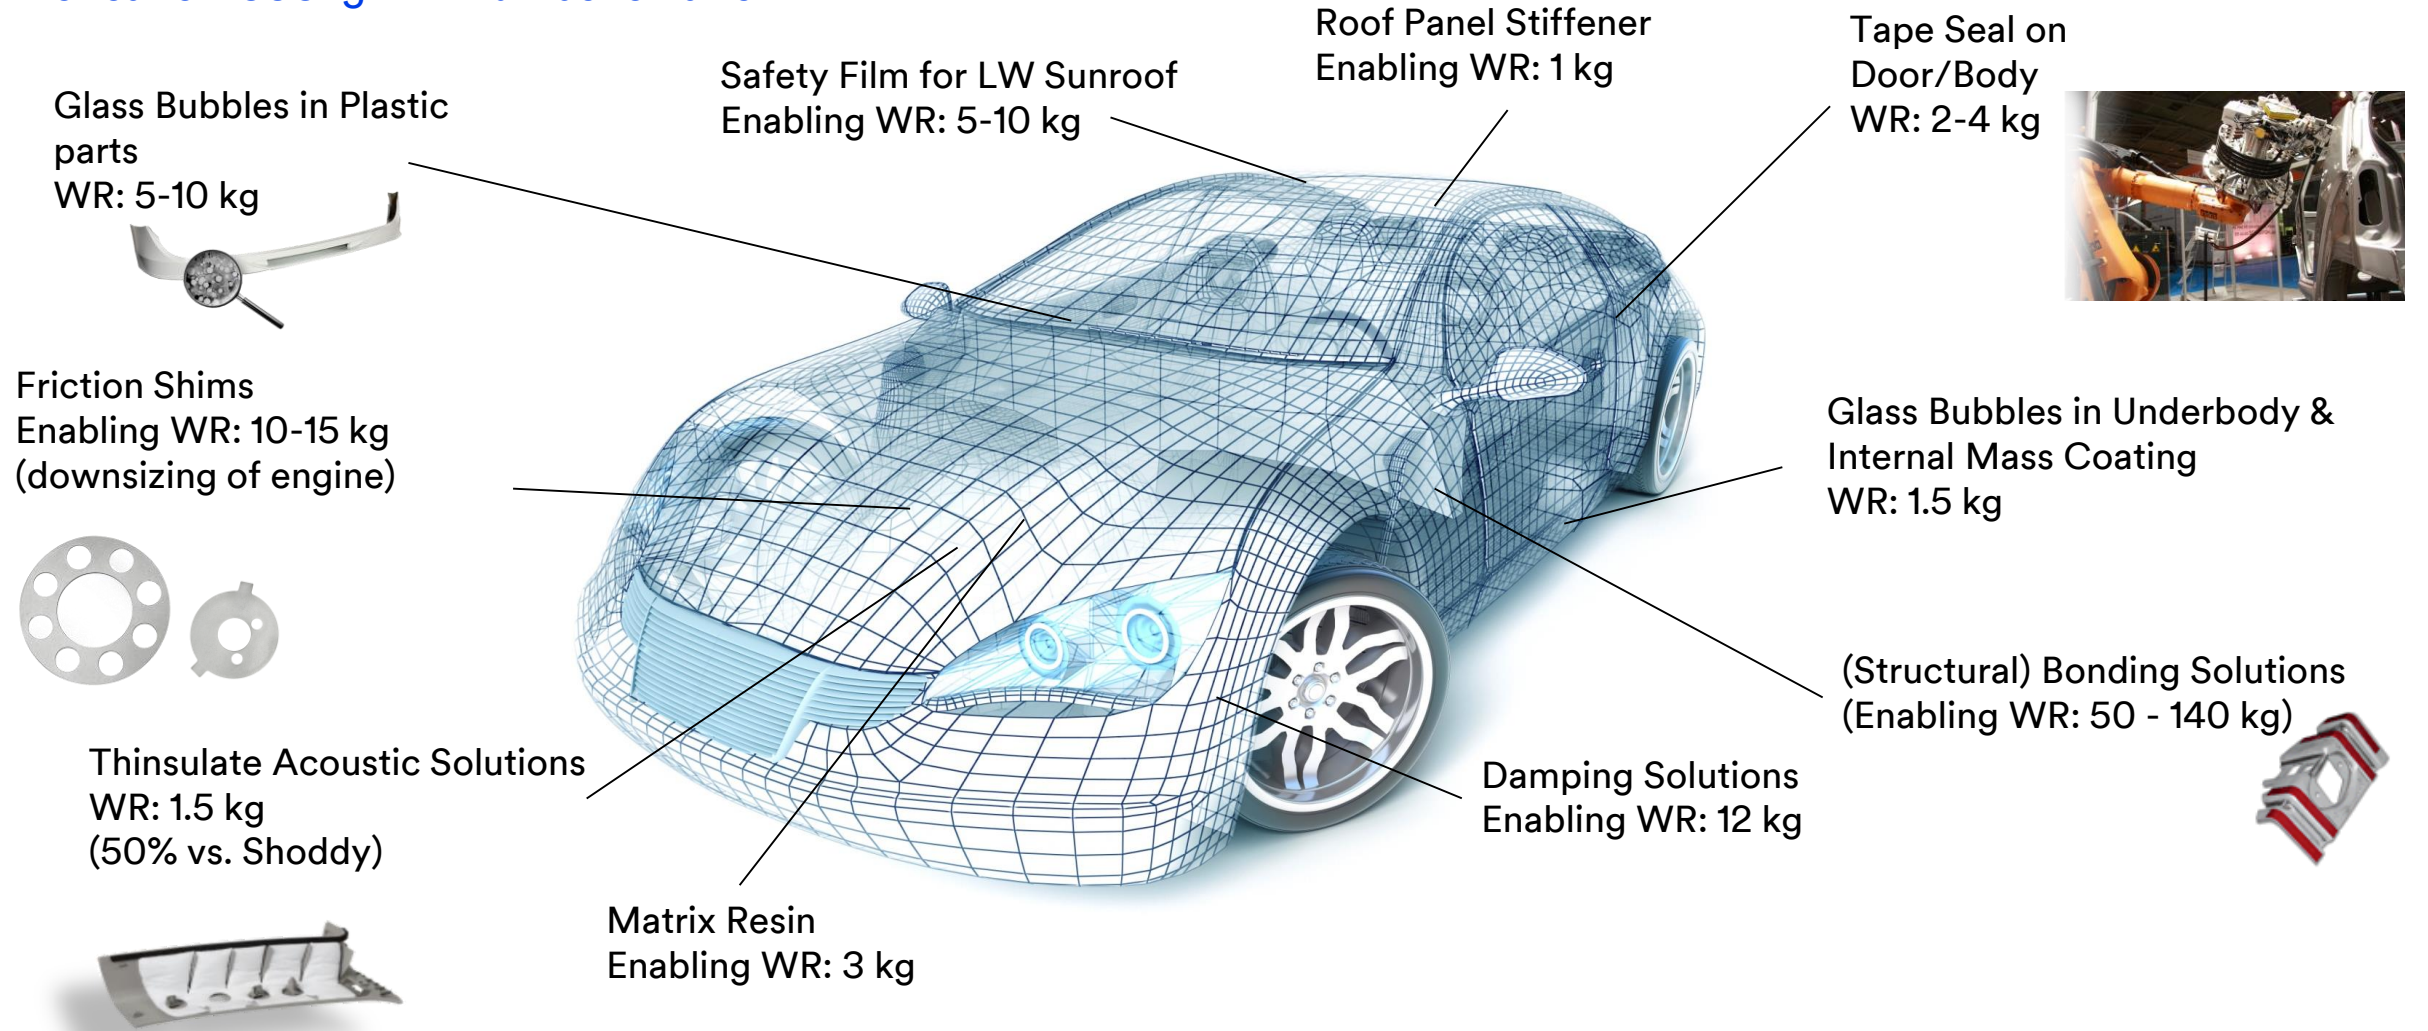 Roof Panel Stiffener
Enabling WR: 1 kg
Tape Seal on
Door/Body
WR: 2-4 kg
Safety Film for LW Sunroof
Enabling WR: 5-10 kg
Glass Bubbles in Plastic
parts
WR: 5-10 kg
Friction Shims
Enabling WR: 10-15 kg
(downsizing of engine)
Glass Bubbles in Underbody &
Internal Mass Coating
WR: 1.5 kg
(Structural) Bonding Solutions
(Enabling WR: 50 - 140 kg)
Thinsulate Acoustic Solutions
WR: 1.5 kg
(50% vs. Shoddy)
Damping Solutions
Enabling WR: 12 kg
Matrix Resin
Enabling WR: 3 kg